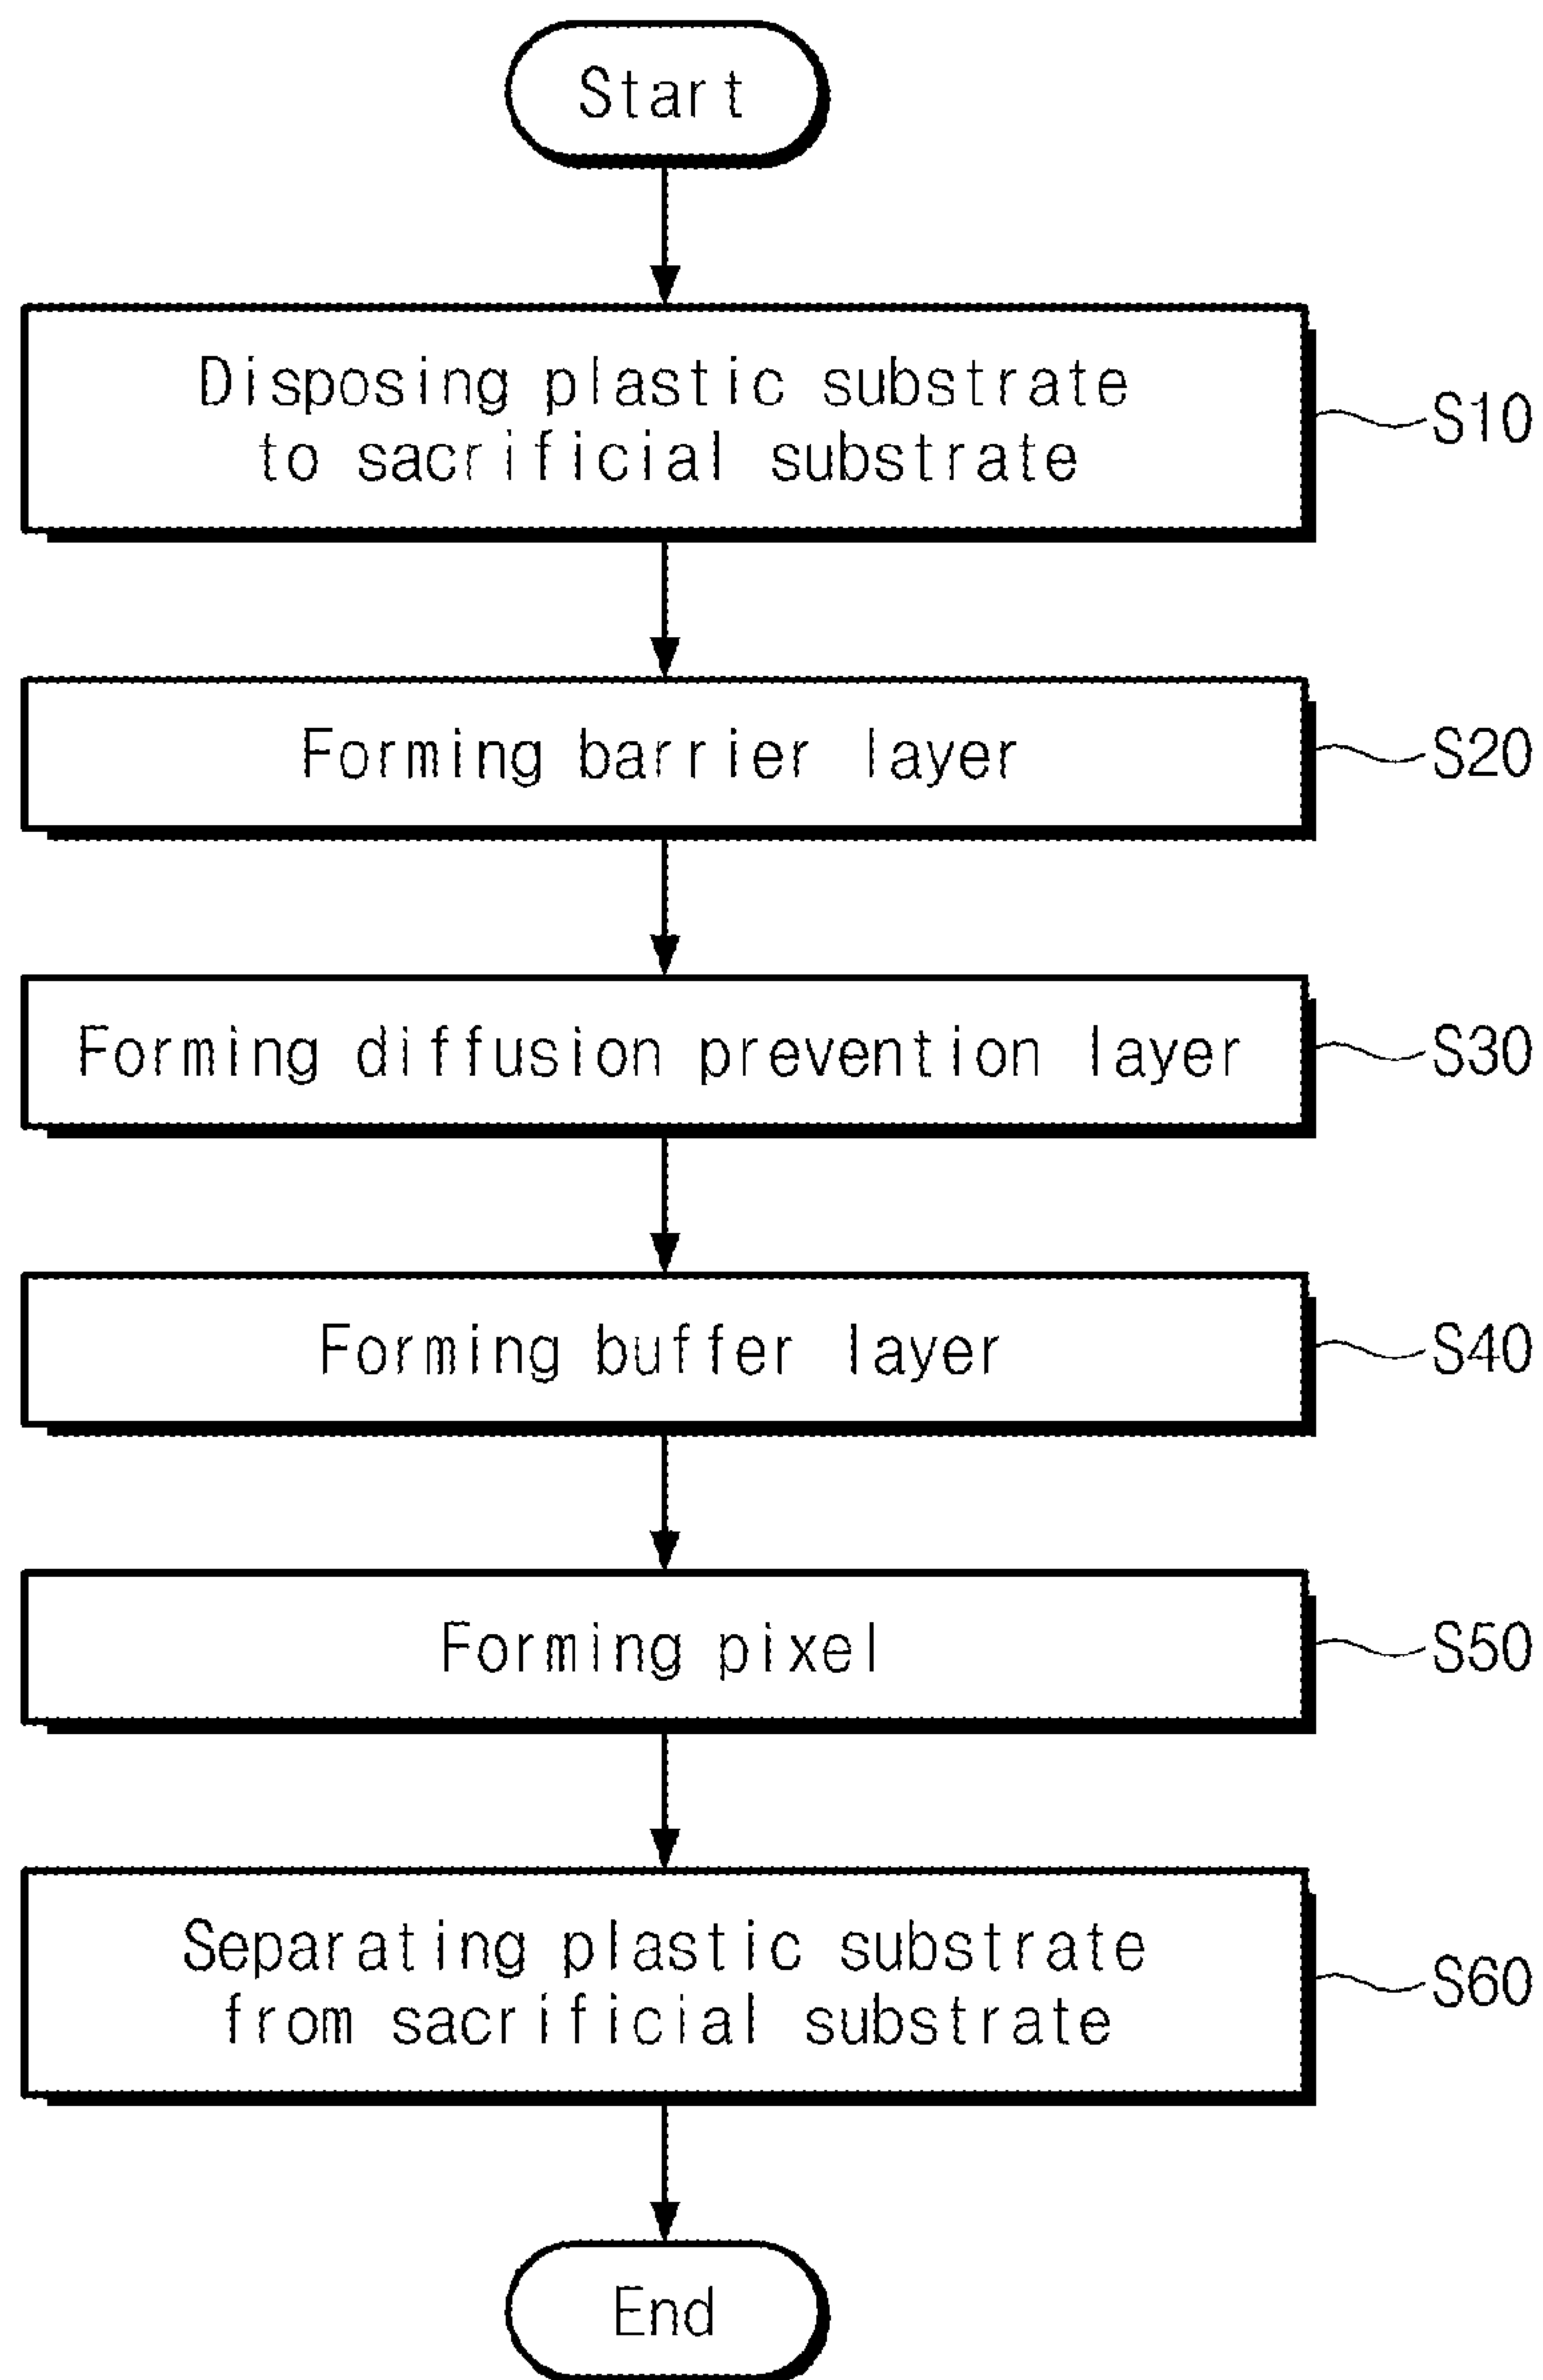 Start
Disposing plastic substrate
to sacrificial substrate
S10
Forming barrier layer
S20
Forming diffusion prevention layer
S30
Forming buffer layer
S40
Forming pixel
S50
Separating plastic substrate
from sacrificial substrate
S60
End